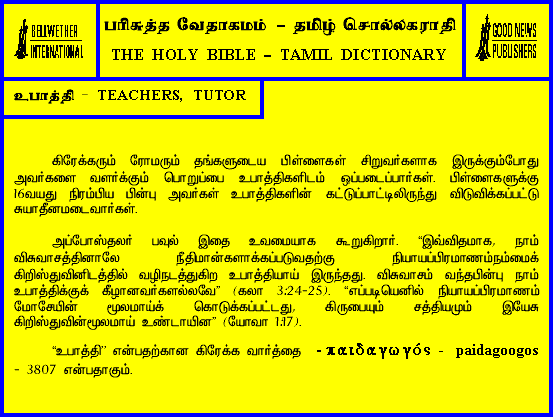 BELLWETHER
INTERNATIONAL
பரிசுத்த வேதாகமம் – தமிழ் சொல்லகராதி
THE HOLY BIBLE – TAMIL DICTIONARY
GOOD NEWS
PUBLISHERS
உபாத்தி – TEACHERS, TUTOR
கிரேக்கரும் ரோமரும் தங்களுடைய பிள்ளைகள் சிறுவர்களாக இருக்கும்போது
அவர்களை வளர்க்கும் பொறுப்பை உபாத்திகளிடம் ஒப்படைப்பார்கள். பிள்ளைகளுக்கு
16வயது நிரம்பிய பின்பு அவர்கள் உபாத்திகளின் கட்டுப்பாட்டிலிருந்து விடுவிக்கப்பட்டு
சுயாதீனமடைவார்கள்.
அப்போஸ்தலர் பவுல் இதை உவமையாக கூறுகிறார். “இவ்விதமாக, நாம்
விசுவாசத்தினாலே நீதிமான்களாக்கப்படுவதற்கு நியாயப்பிரமாணம்நம்மைக்
கிறிஸ்துவினிடத்தில் வழிநடத்துகிற உபாத்தியாய் இருந்தது. விசுவாசம் வந்தபின்பு நாம்
உபாத்திக்குக் கீழானவர்களல்லவே” (கலா 3:24-25). “எப்படியெனில் நியாயப்பிரமாணம்
மோசேயின் மூலமாய்க் கொடுக்கப்பட்டது, கிருபையும் சத்தியமும் இயேசு
கிறிஸ்துவின்மூலமாய் உண்டாயின” (யோவா 1:17).
“உபாத்தி” என்பதற்கான கிரேக்க வார்த்தை - παιδαγωγός - paidagoogos
– 3807 என்பதாகும்.